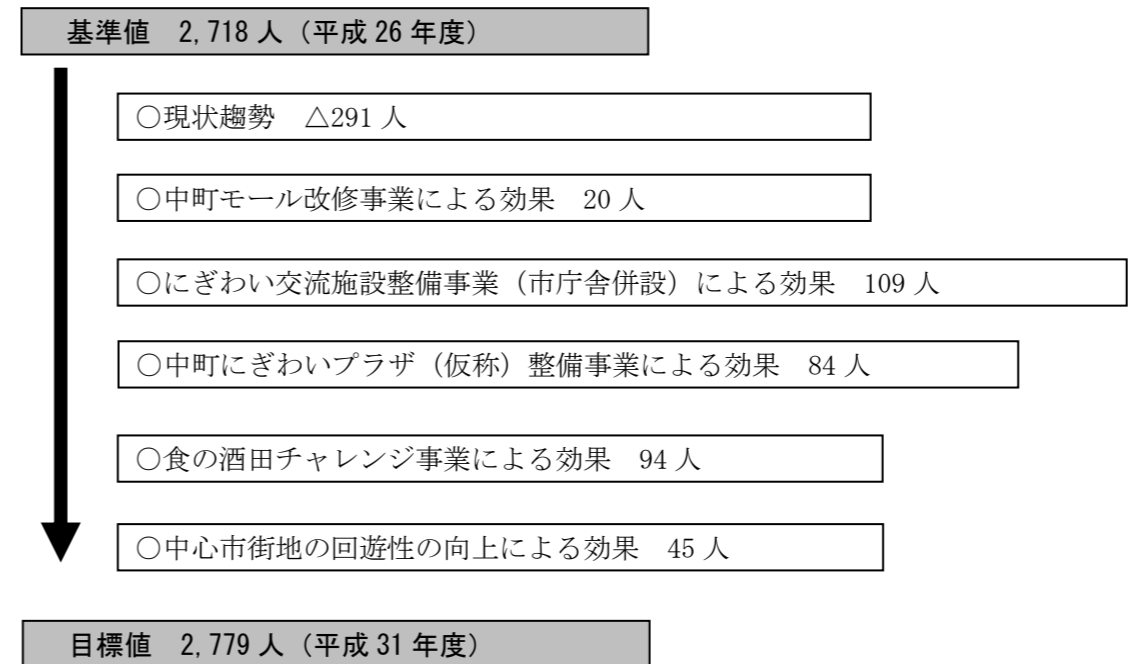 基準値　2,718 人（平成 26 年度）
○現状趨勢　△291 人
○中町モール改修事業による効果　20 人
○にぎわい交流施設整備事業（市庁舎併設）による効果　109 人
○中町にぎわいプラザ（仮称）整備事業による効果　84 人
○食の酒田チャレンジ事業による効果　94 人
○中心市街地の回遊性の向上による効果　45 人
目標値　2,779 人（平成 31 年度）